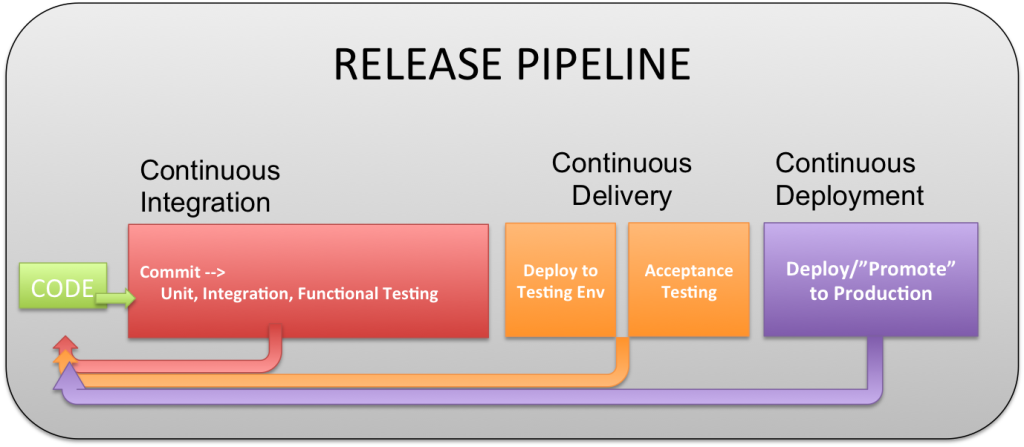 RELEASE PIPELINE
Continuous
Integration
Continuous
Delivery
Continuous
Deployment
CODE
Commit -->
Unit, Integration, Functional Testing
Deploy to
Testing Env
Acceptance
Testing
Deploy/”Promote”
to Production